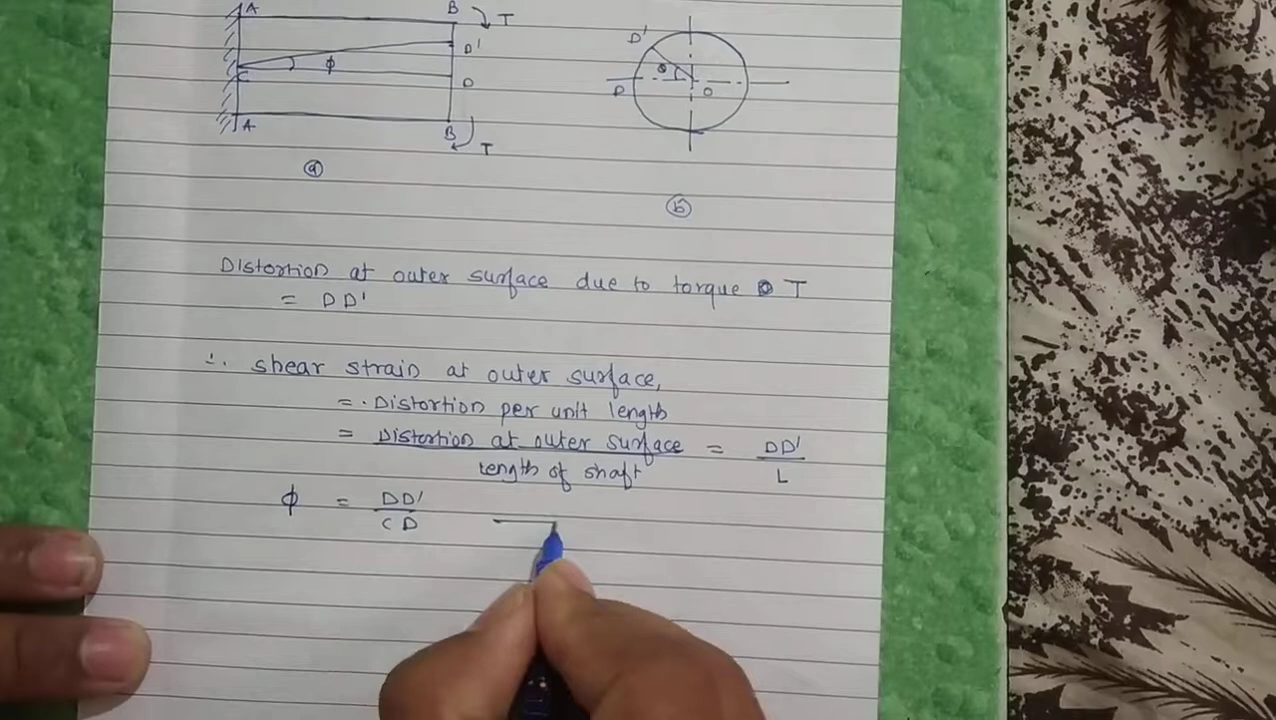 A B T
D'
C φ D
A B T
ⓐ
D'
θ
D O
ⓑ
Distortion at outer surface due to torque T
= DD'
∴ shear strain at outer surface,
= Distortion per unit length
= Distortion at outer surface = DD'
Length of shaft L
φ = DD'
CD